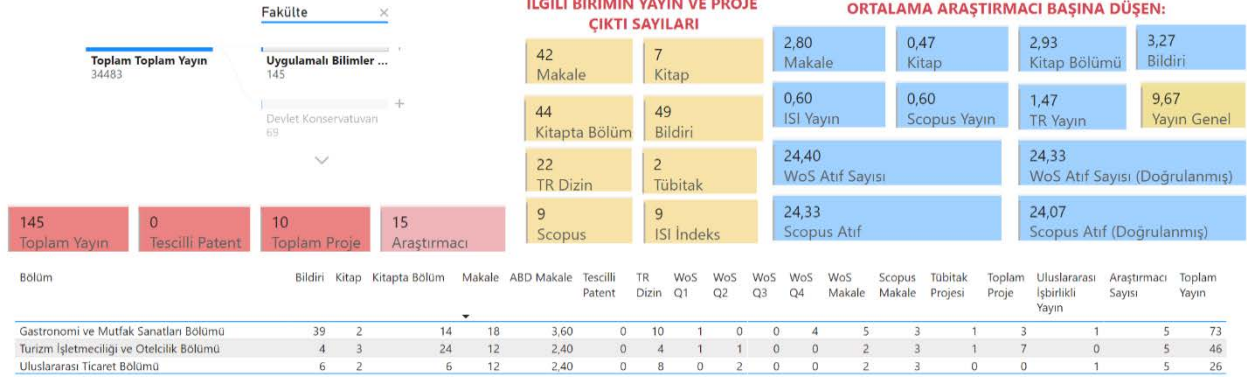 Fakülte ×
Toplam Toplam Yayın
34483
Uygulamalı Bilimler ...
145
Devlet Konservatuvarı
69
İLGİLİ BİRİMİN YAYIN VE PROJE
ÇIKTI SAYILARI
42
Makale
7
Kitap
44
Kitapta Bölüm
49
Bildiri
22
TR Dizin
2
Tübitak
9
Scopus
9
ISI İndeks
ORTALAMA ARAŞTIRMACI BAŞINA DÜŞEN:
2,80
Makale
0,47
Kitap
2,93
Kitap Bölümü
3,27
Bildiri
0,60
ISI Yayın
0,60
Scopus Yayın
1,47
TR Yayın
9,67
Yayın Genel
24,40
WoS Atıf Sayısı
24,33
WoS Atıf Sayısı (Doğrulanmış)
24,33
Scopus Atıf
24,07
Scopus Atıf (Doğrulanmış)
145
Toplam Yayın
0
Tescilli Patent
10
Toplam Proje
15
Araştırmacı
Bölüm Bildiri Kitap Kitapta Bölüm Makale ABD Makale Tescilli TR WoS WoS WoS WoS WoS Scopus Tübitak Toplam Uluslararası Araştırmacı Toplam
Patent Dizin Q1 Q2 Q3 Q4 Makale Makale Projesi Proje İşbirlikli Sayısı Yayın
Yayın
Gastronomi ve Mutfak Sanatları Bölümü 39 2 14 18 3,60 0 10 1 0 0 4 5 3 1 3 1 5 73
Turizm İşletmeciliği ve Otelcilik Bölümü 4 3 24 12 2,40 0 4 1 1 0 0 2 3 1 7 0 5 46
Uluslararası Ticaret Bölümü 6 2 6 12 2,40 0 8 0 2 0 0 2 3 0 0 1 5 26